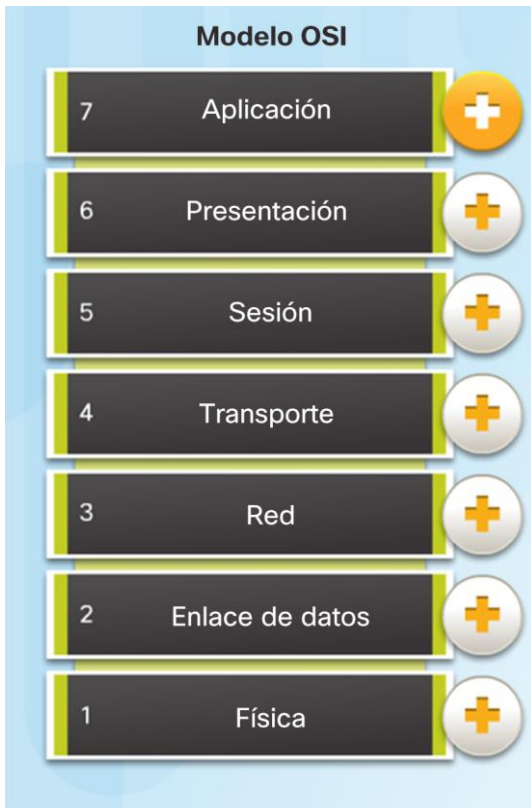 Modelo OSI
7 Aplicación
6 Presentación
5 Sesión
4 Transporte
3 Red
2 Enlace de datos
1 Física